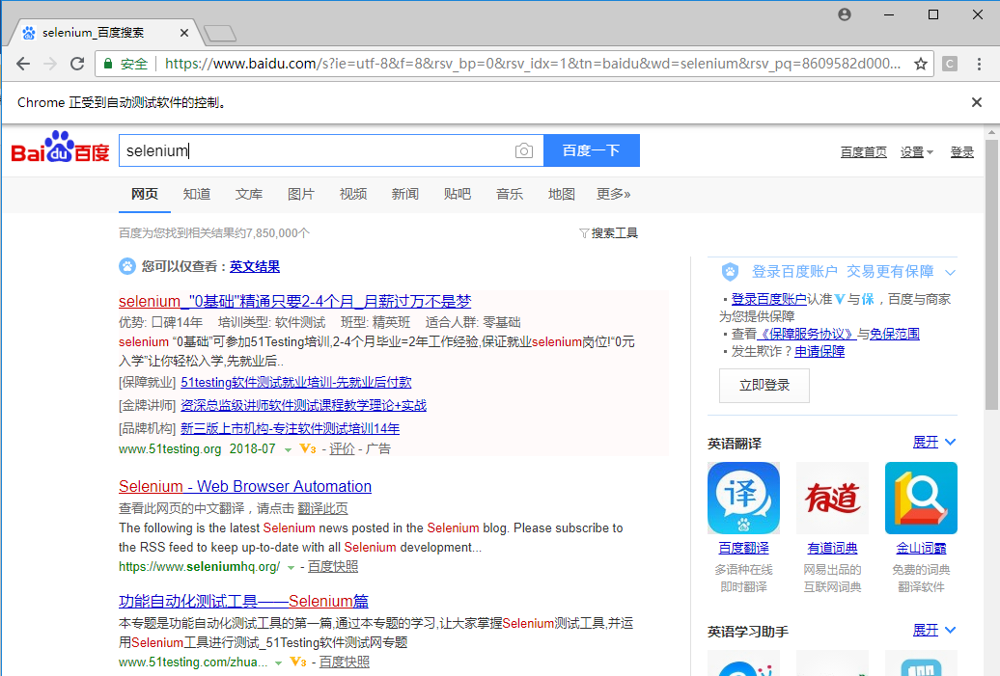 selenium_百度搜索
安全 https://www.baidu.com/s?ie=utf-8&f=8&rsv_bp=0&rsv_idx=1&tn=baidu&wd=selenium&rsv_pq=8609582d000...
C
Chrome 正受到自动测试软件的控制。
Bai du 百度 selenium 百度一下 百度首页 设置 登录
网页 知道 文库 图片 视频 新闻 贴吧 音乐 地图 更多»
百度为您找到相关结果约7,850,000个 搜索工具
您可以仅查看：英文结果
selenium_"0基础"精通只要2-4个月_月薪过万不是梦
优势: 口碑14年 培训类型: 软件测试 班型: 精英班 适合人群: 零基础
selenium “0基础”可参加51Testing培训,2-4个月毕业=2年工作经验,保证就业selenium岗位!“0元
入学”让你轻松入学,先就业后..
[保障就业] 51testing软件测试就业培训-先就业后付款
[金牌讲师] 资深总监级讲师软件测试课程教学理论+实战
[品牌机构] 新三版上市机构-专注软件测试培训14年
www.51testing.org 2018-07 V3 - 评价 - 广告
Selenium - Web Browser Automation
查看此网页的中文翻译，请点击 翻译此页
The following is the latest Selenium news posted in the Selenium blog. Please subscribe to
the RSS feed to keep up-to-date with all Selenium development...
https://www.seleniumhq.org/ - 百度快照
功能自动化测试工具——Selenium篇
本专题是功能自动化测试工具的第一篇,通过本专题的学习,让大家掌握Selenium测试工具,并运
用Selenium工具进行测试_51Testing软件测试网专题
www.51testing.com/zhua... V3 - 百度快照
登录百度账户 交易更有保障
▪ 登录百度账户认准V与保，百度与商家
为您提供保障
▪ 查看《保障服务协议》与免保范围
▪ 发生欺诈？申请保障
立即登录
英语翻译 展开
译 有道
百度翻译 有道词典 金山词霸
多语种在线 网易出品的 免费的词典
即时翻译 互联网词典 翻译软件
英语学习助手 展开